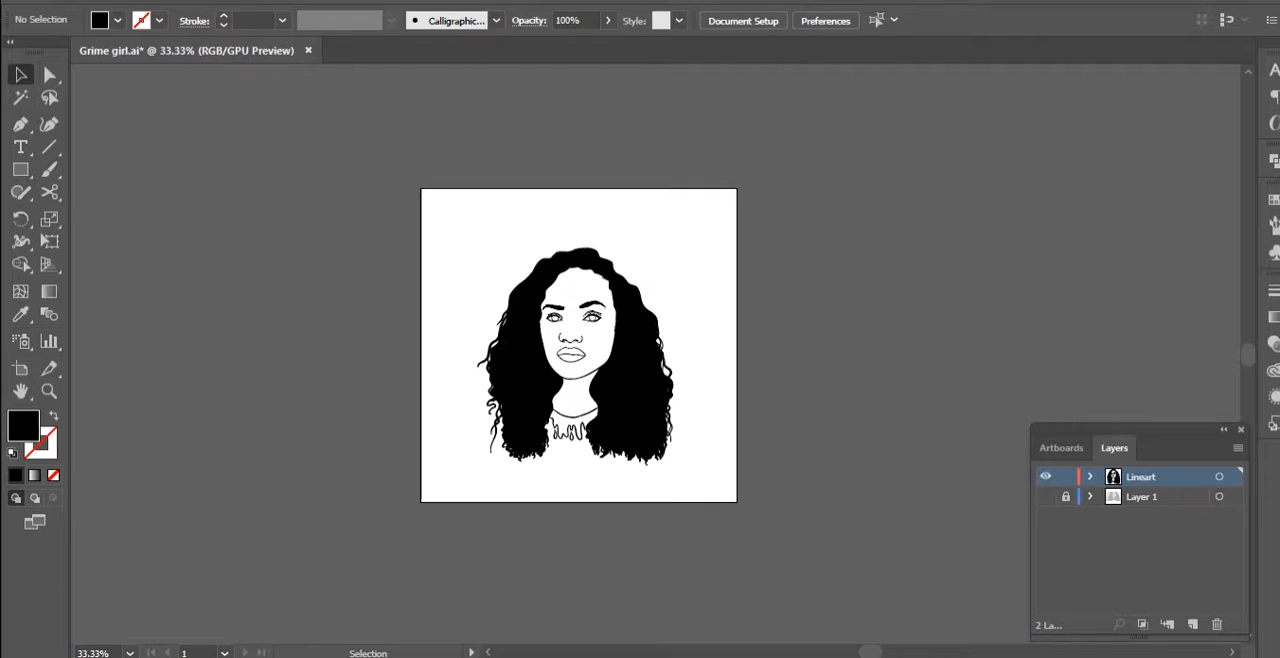 No Selection Stroke: Calligraphic... Opacity: 100% Style: Document Setup Preferences
Grime girl.ai* @ 33.33% (RGB/GPU Preview) ×
Artboards Layers
Lineart
Layer 1
2 La...
33.33% 1 Selection